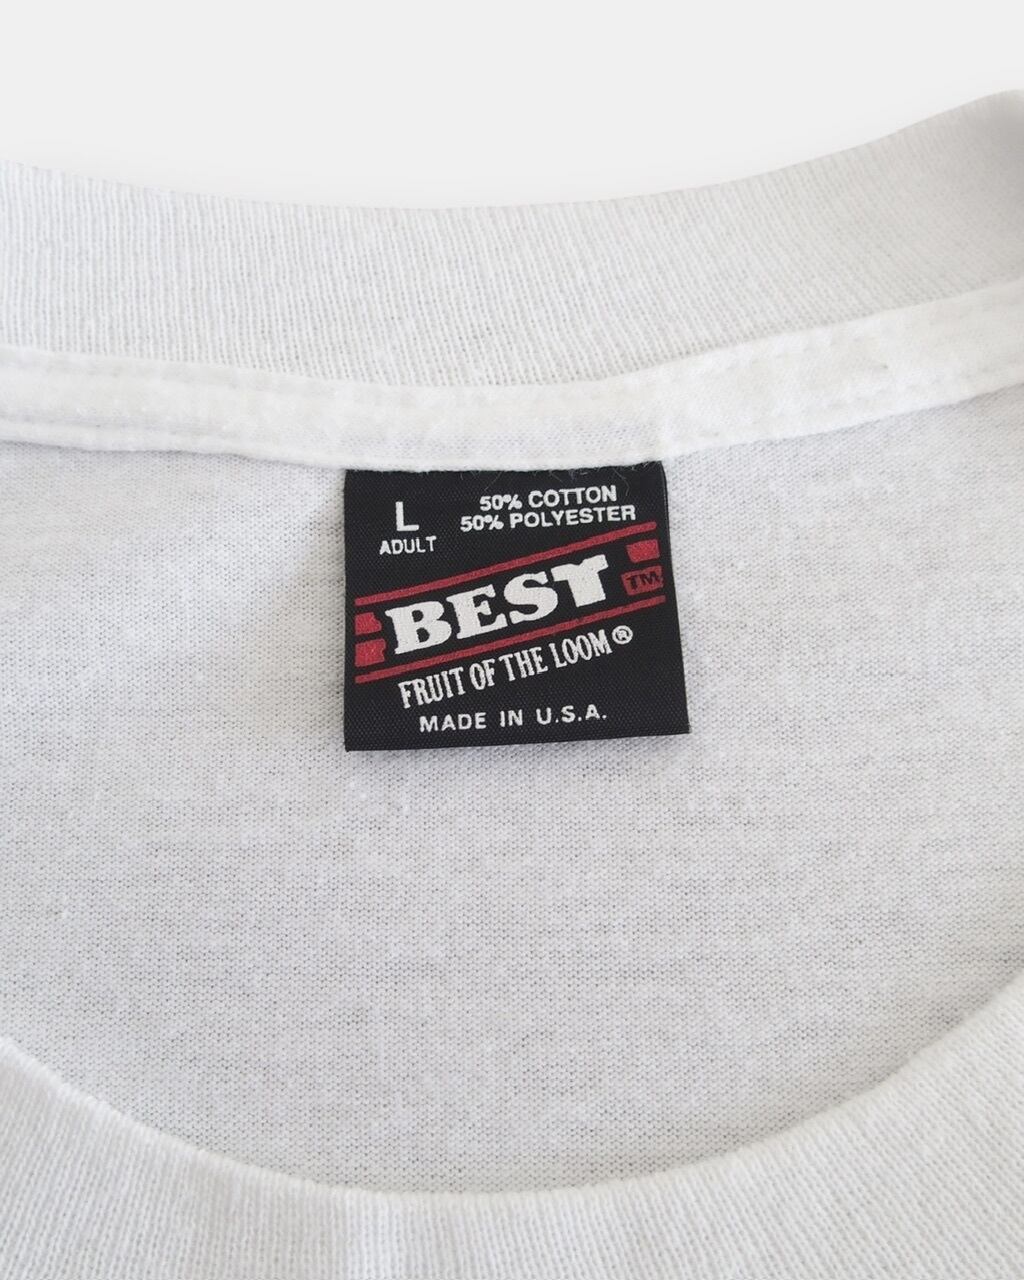 L
ADULT
50% COTTON
50% POLYESTER
BEST TM
FRUIT OF THE LOOM®
MADE IN U.S.A.